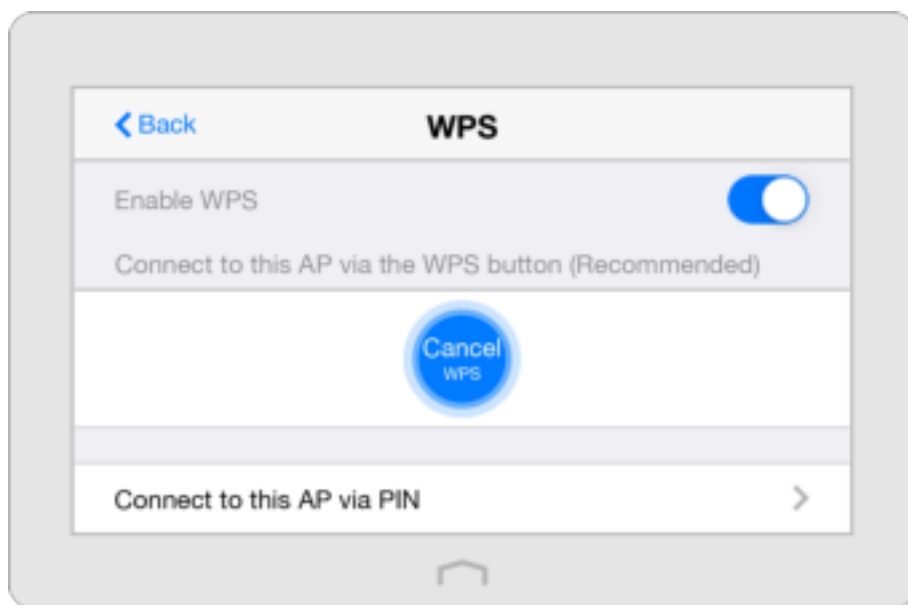 Back
WPS
Enable WPS
Connect to this AP via the WPS button (Recommended)
Cancel
WPS
Connect to this AP via PIN